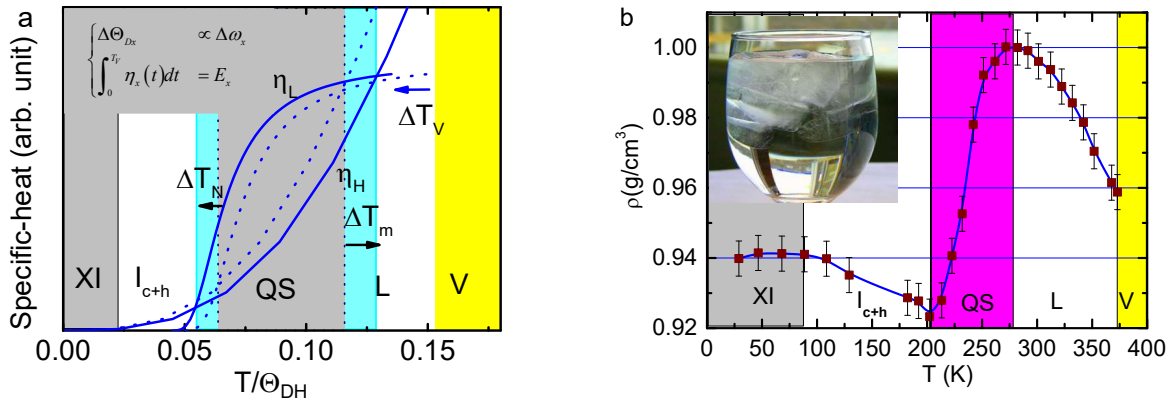 a
Specific-heat (arb. unit)
ΔΘ_Dx ∝ Δω_x
∫_0^{T_V} η_x(t)dt = E_x
η_L
ΔT_V
ΔT_N
η_H
ΔT_m
XI
I_c+h
QS
L
V
0.00
0.05
0.10
0.15
T/Θ_DH
b
ρ(g/cm³)
1.00
0.98
0.96
0.94
0.92
XI
I_c+h
QS
L
V
0
50
100
150
200
250
300
350
400
T (K)